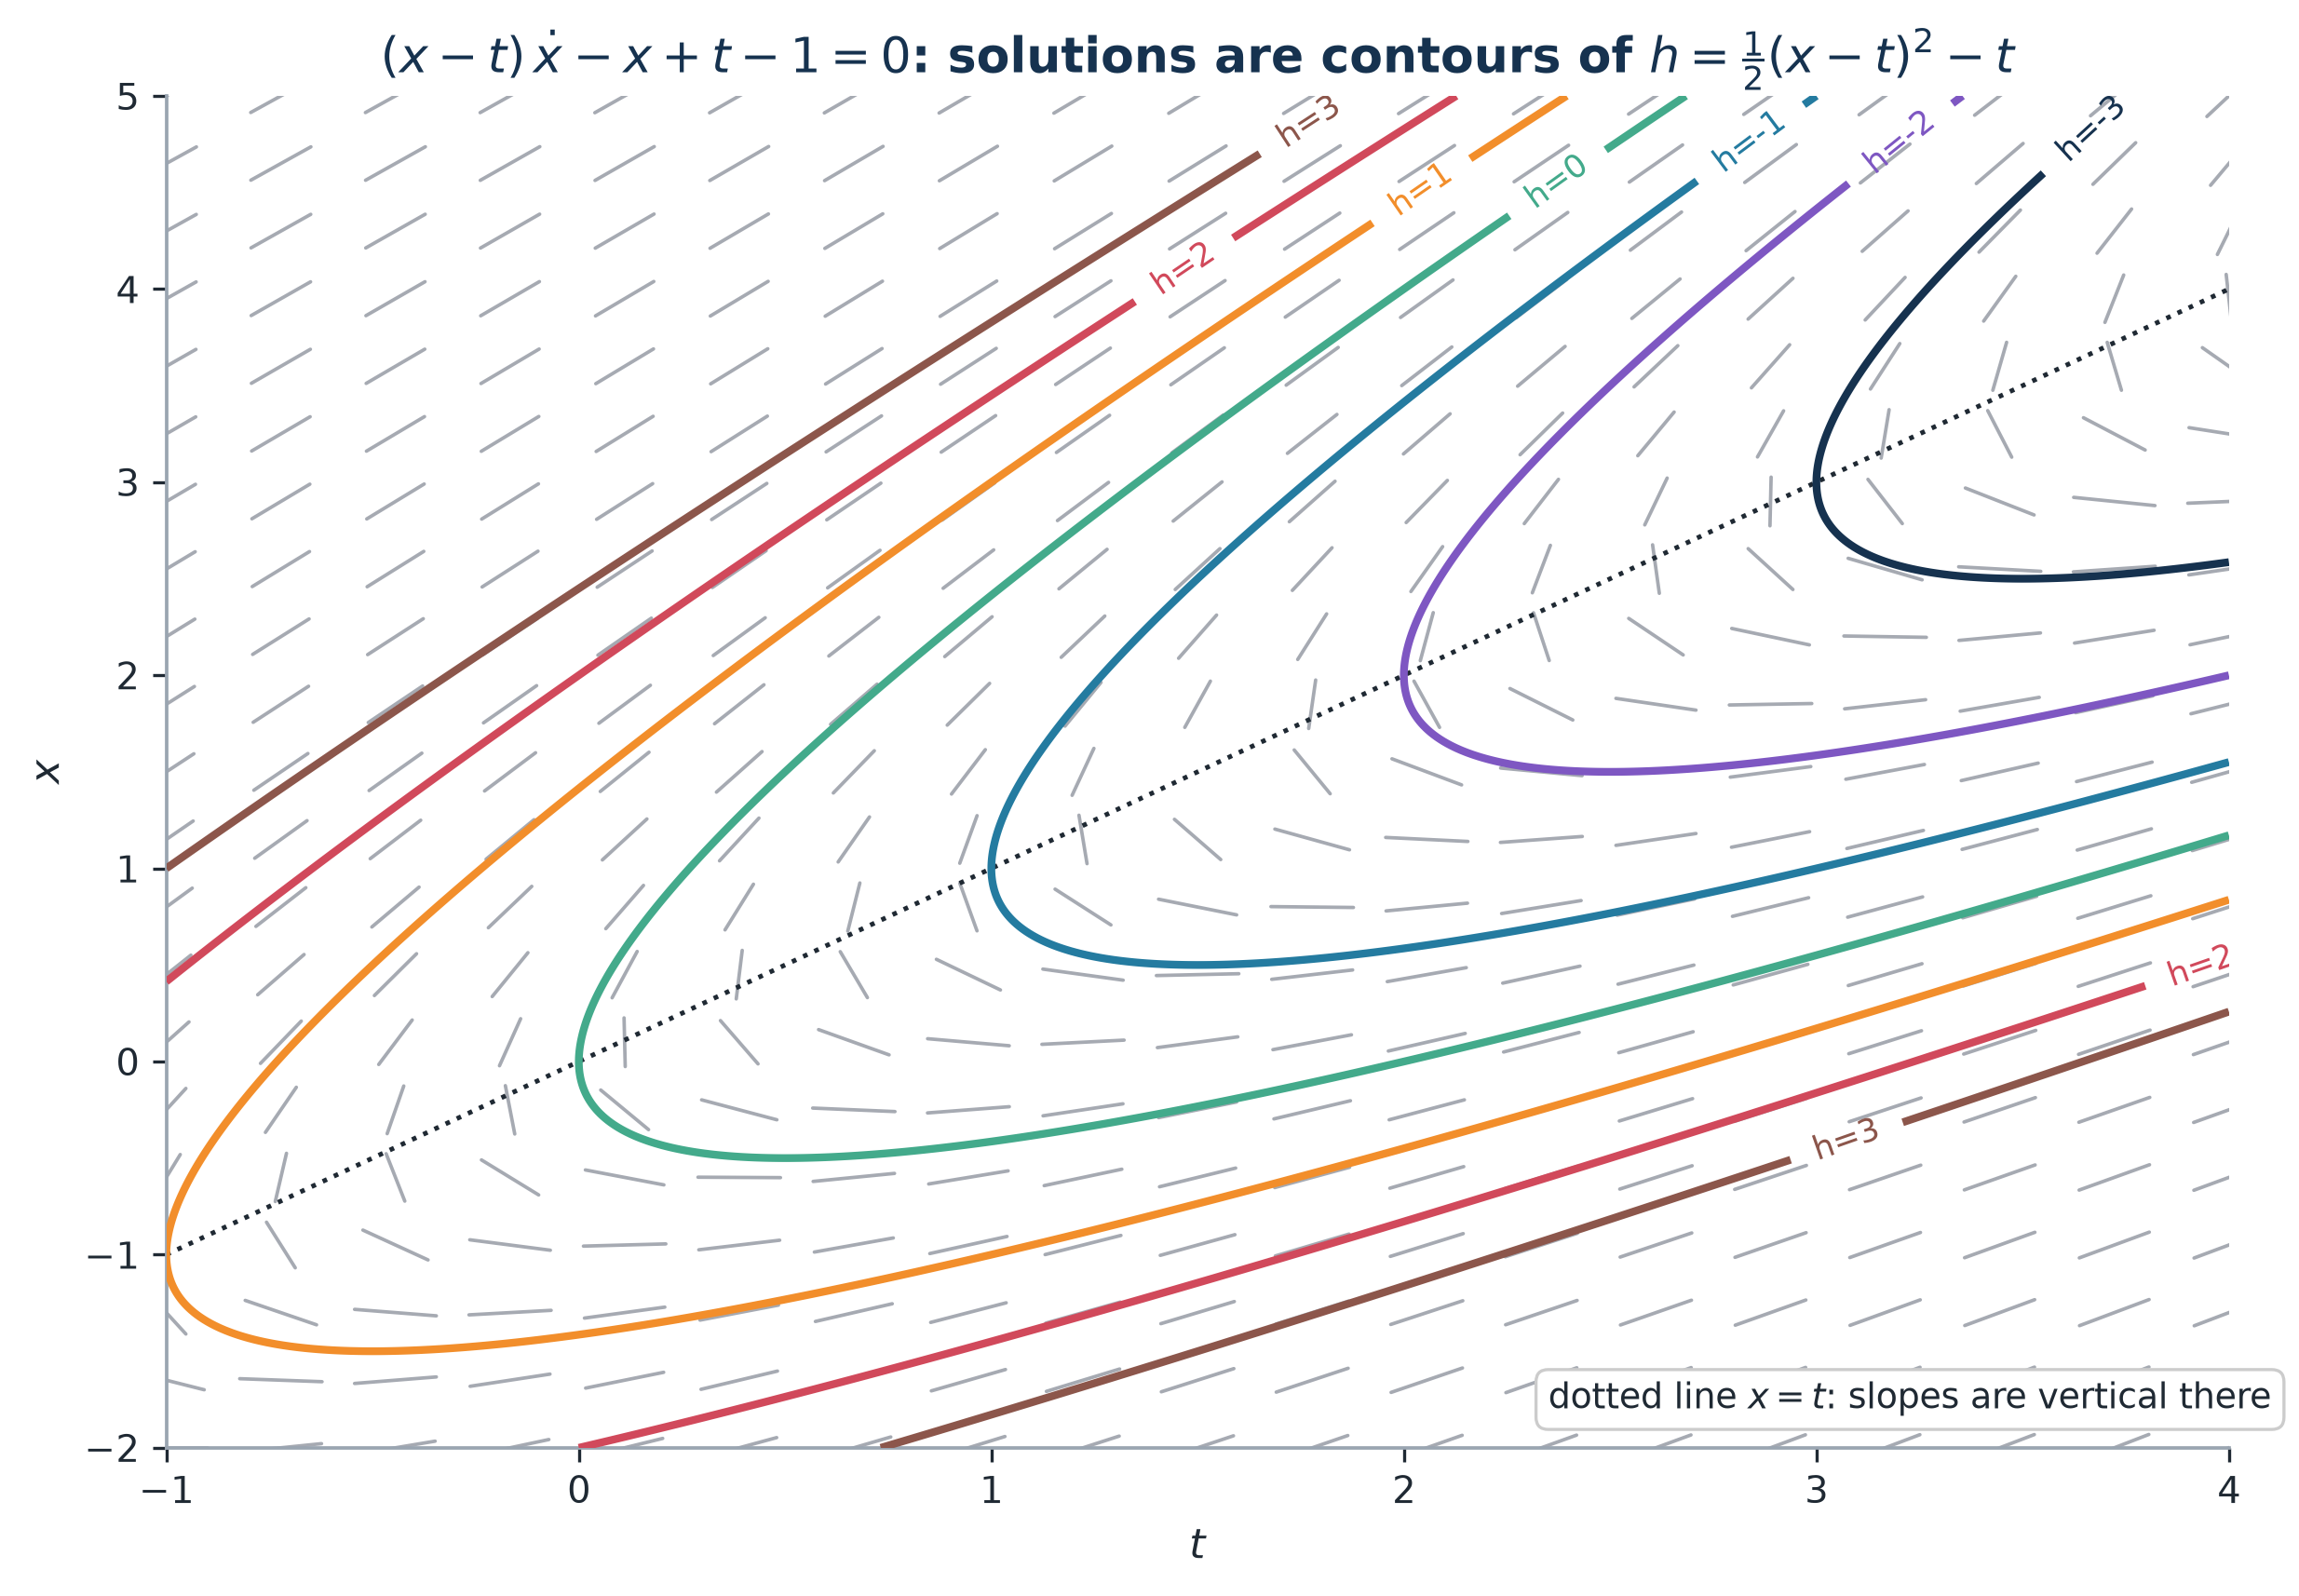 (x − t) ẋ − x + t − 1 = 0: solutions are contours of h = ½(x − t)² − t
5
4
3
2
1
0
−1
−2
x
h=3
h=2
h=1
h=0
h=-1
h=-2
h=-3
h=2
h=3
dotted line x = t: slopes are vertical there
−1
0
1
2
3
4
t